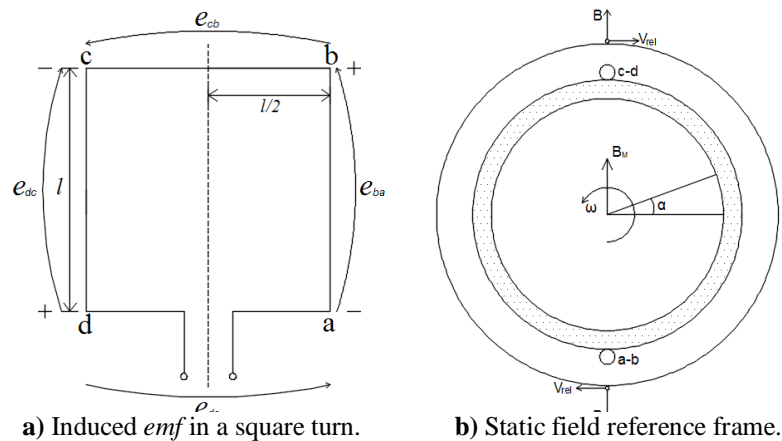 e_cb
c
b
−
+
l/2
e_dc
l
e_ba
+
−
d
a
a) Induced emf in a square turn.
B
V_rel
c-d
B_M
ω
α
a-b
V_rel
b) Static field reference frame.